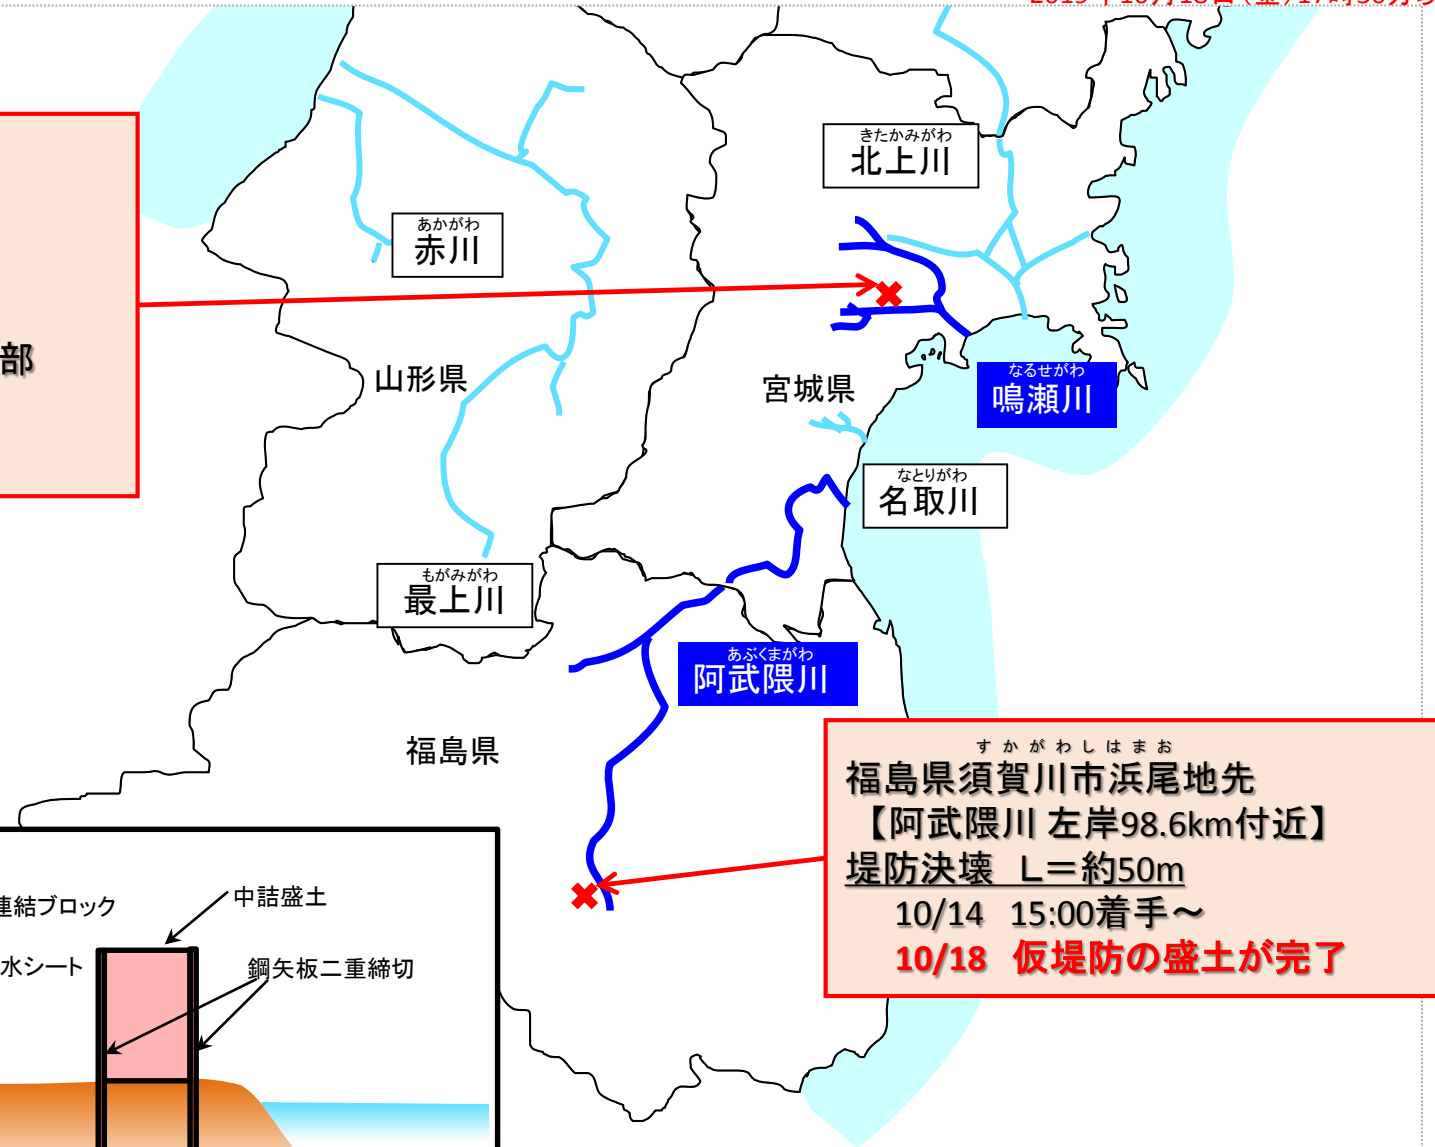 きたかみがわ
北上川
あかがわ
赤川
部
山形県
宮城県
なるせがわ
鳴瀬川
なとりがわ
名取川
もがみがわ
最上川
あぶくまがわ
阿武隈川
福島県
すかがわしはまお
福島県須賀川市浜尾地先
【阿武隈川 左岸98.6km付近】
堤防決壊 L=約50m
10/14 15:00着手～
10/18 仮堤防の盛土が完了
連結ブロック
中詰盛土
水シート
鋼矢板二重締切